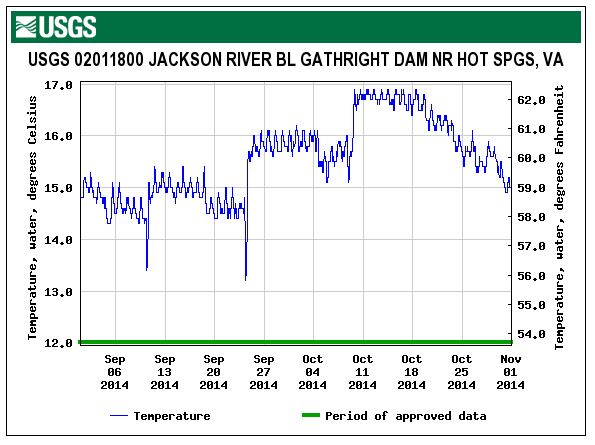 USGS
USGS 02011800 JACKSON RIVER BL GATHRIGHT DAM NR HOT SPGS, VA
Temperature, water, degrees Celsius
17.0
16.0
15.0
14.0
13.0
12.0
62.0
61.0
60.0
59.0
58.0
57.0
56.0
55.0
54.0
Temperature, water, degrees Fahrenheit
Sep Sep Sep Sep Oct Oct Oct Oct Nov
06 13 20 27 04 11 18 25 01
2014 2014 2014 2014 2014 2014 2014 2014 2014
Temperature Period of approved data